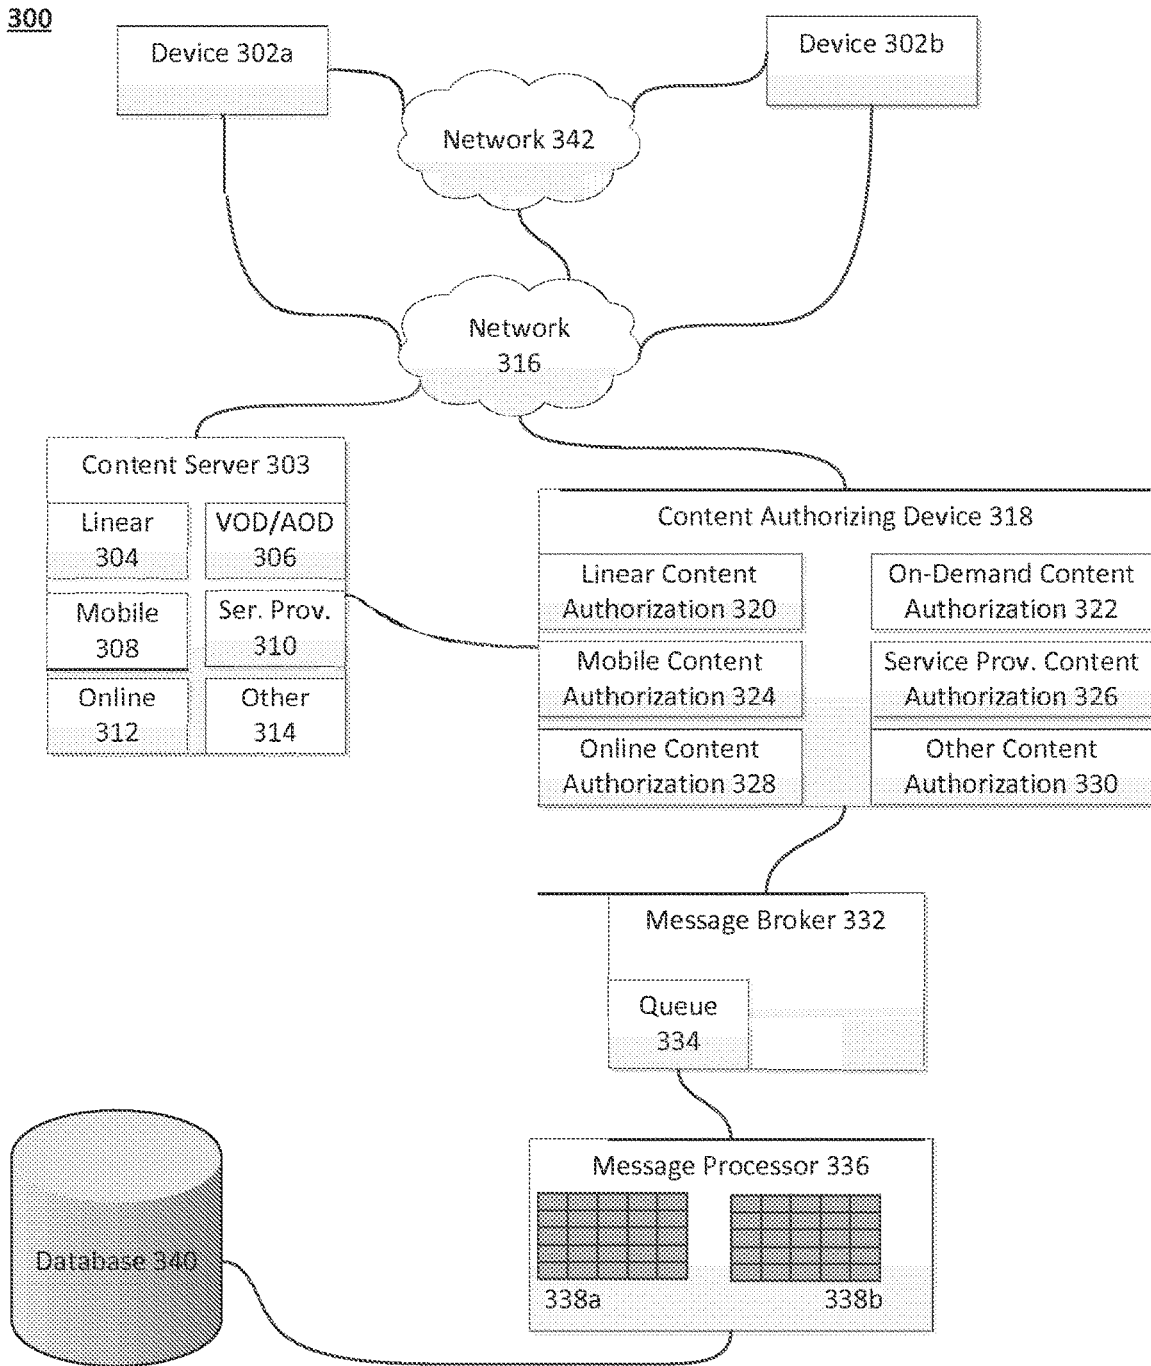 300
Device 302a
Device 302b
Network 342
Network
316
Content Server 303
Linear
304
VOD/AOD
306
Mobile
308
Ser. Prov.
310
Online
312
Other
314
Content Authorizing Device 318
Linear Content
Authorization 320
On-Demand Content
Authorization 322
Mobile Content
Authorization 324
Service Prov. Content
Authorization 326
Online Content
Authorization 328
Other Content
Authorization 330
Message Broker 332
Queue
334
Message Processor 336
338a
338b
Database 340